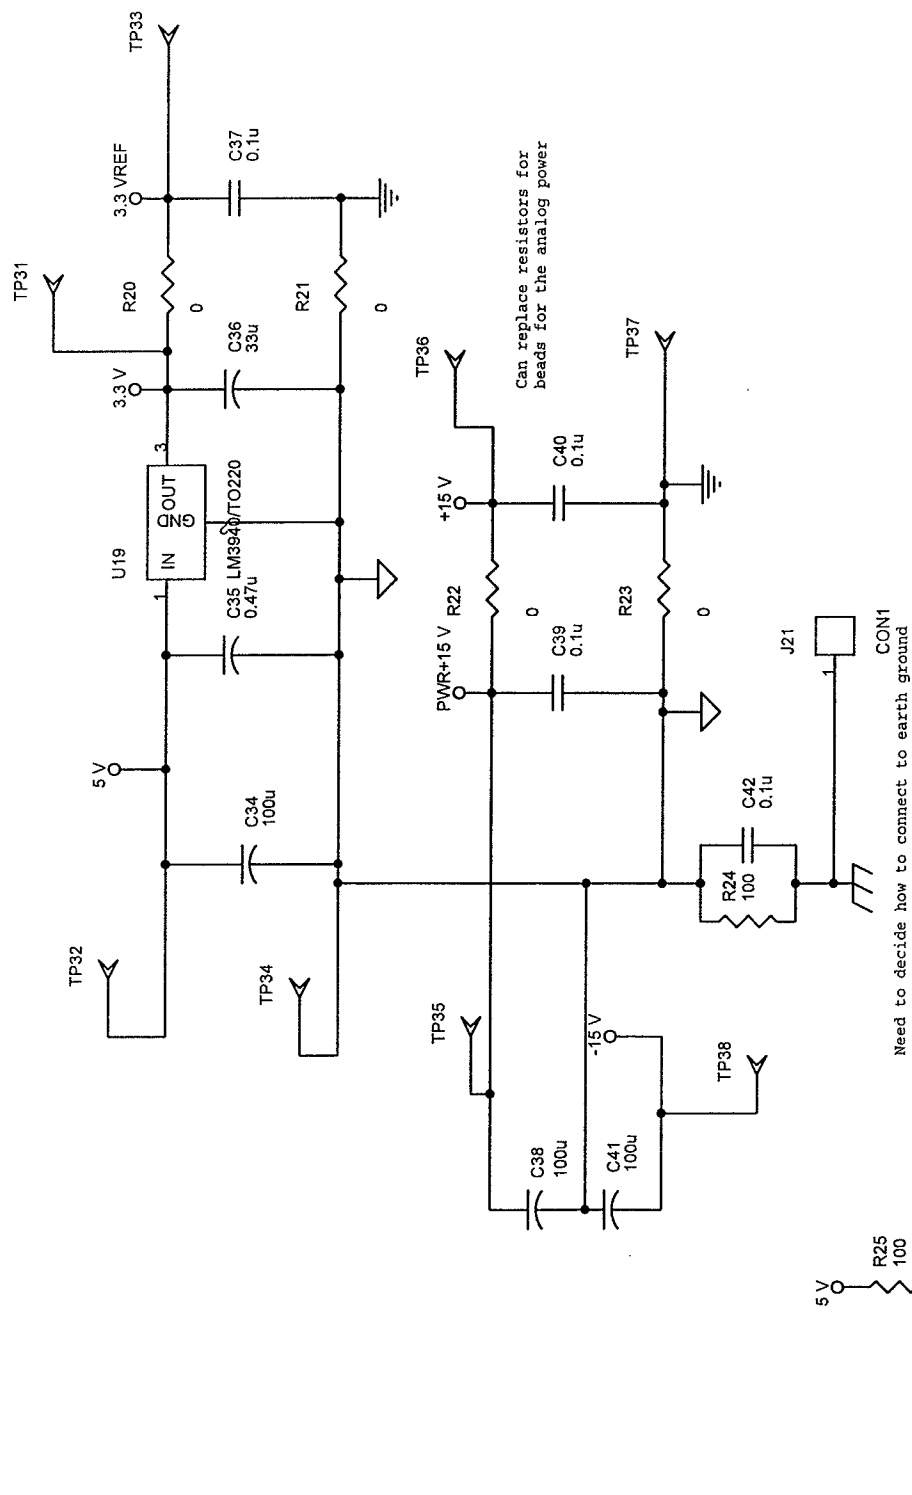 TP33
3.3 VREF
C37
0.1u
TP31
R20
0
R21
0
3.3 V
C36
33u
3
OUT
GND
IN
1
U19
LM3940/TO220
C35
0.47u
5 V
C34
100u
TP32
TP34
Can replace resistors for
beads for the analog power
TP36
TP37
+15 V
C40
0.1u
R22
0
R23
0
PWR+15 V
C39
0.1u
J21
1
CON1
C42
0.1u
R24
100
Need to decide how to connect to earth ground
TP35
-15 V
TP38
C38
100u
C41
100u
5 V
R25
100